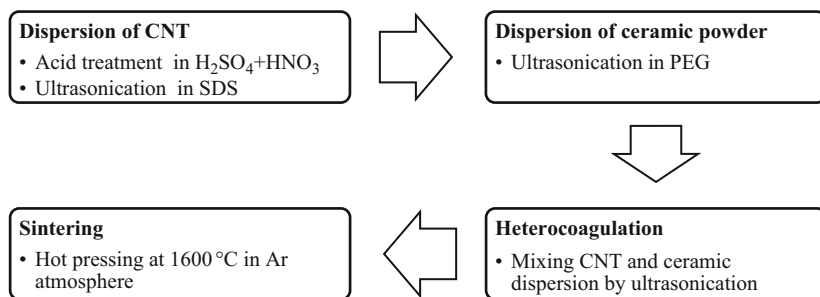 Dispersion of CNT
• Acid treatment in H₂SO₄+HNO₃
• Ultrasonication in SDS
Dispersion of ceramic powder
• Ultrasonication in PEG
Heterocoagulation
• Mixing CNT and ceramic
dispersion by ultrasonication
Sintering
• Hot pressing at 1600 °C in Ar
atmosphere